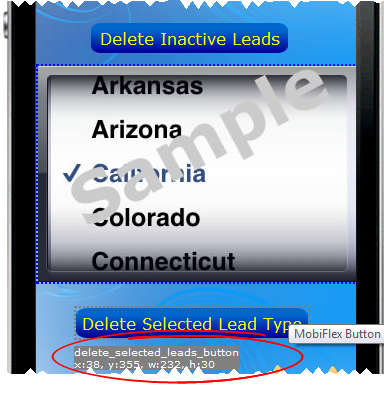 Delete Inactive Leads
Arkansas
Arizona
California
Colorado
Connecticut
Sample
Delete Selected Lead Type
MobiFlex Button
delete_selected_leads_button
x:38, y:355, w:232, h:30